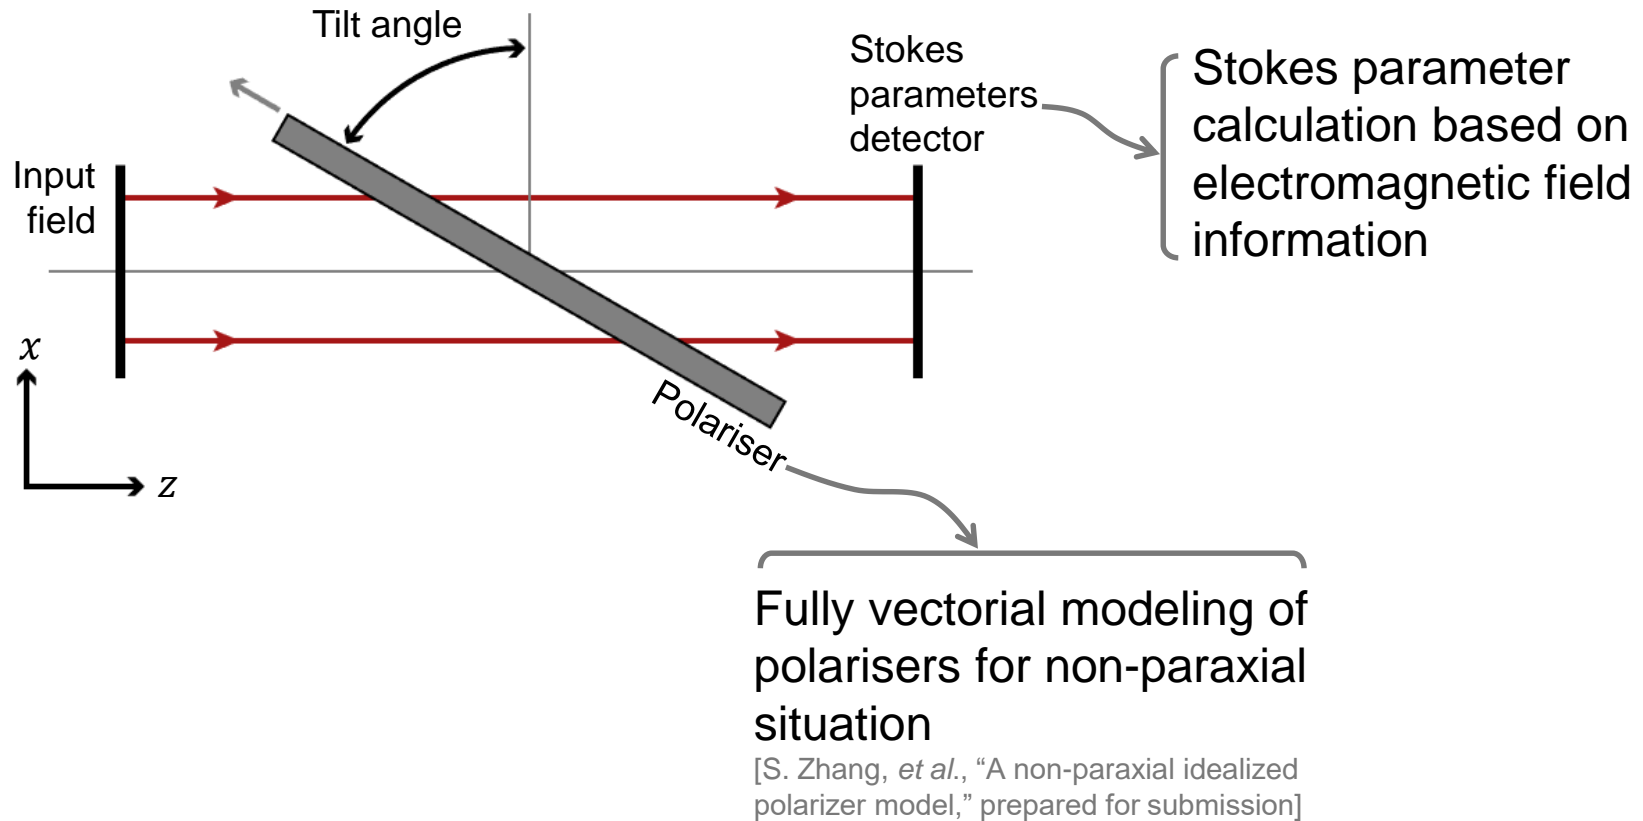 Tilt angle
Stokes
parameters
detector
Stokes parameter
calculation based on
electromagnetic field
information
Input
field
x
z
Polariser
Fully vectorial modeling of
polarisers for non-paraxial
situation
[S. Zhang, et al., “A non-paraxial idealized
polarizer model,” prepared for submission]